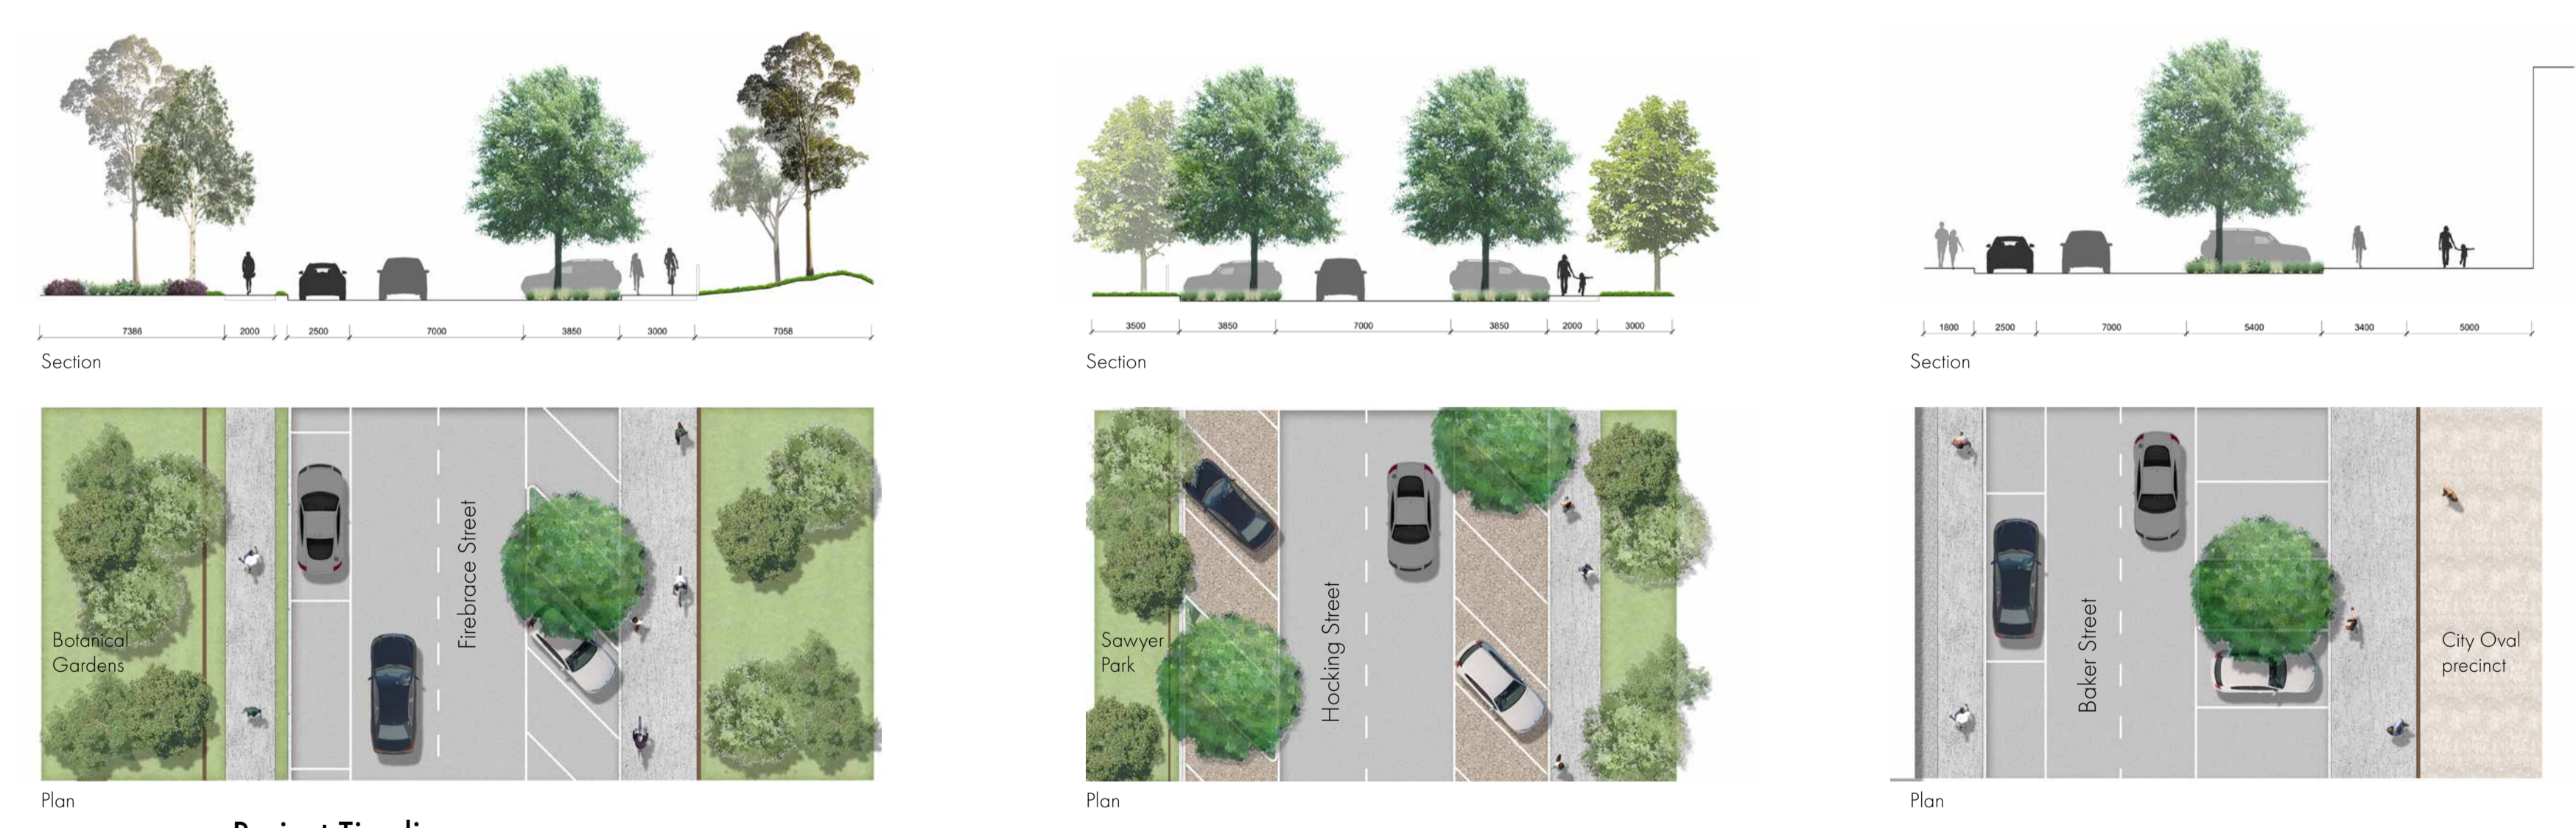 7386 2000 2500 7000 3850 3000 7058
Section
3500 3850 7000 3850 2000 3000
Section
1800 2500 7000 5400 3400 5000
Section
Botanical
Gardens
Firebrace Street
Plan
Sawyer
Park
Hocking Street
Plan
Baker Street
City Oval
precinct
Plan